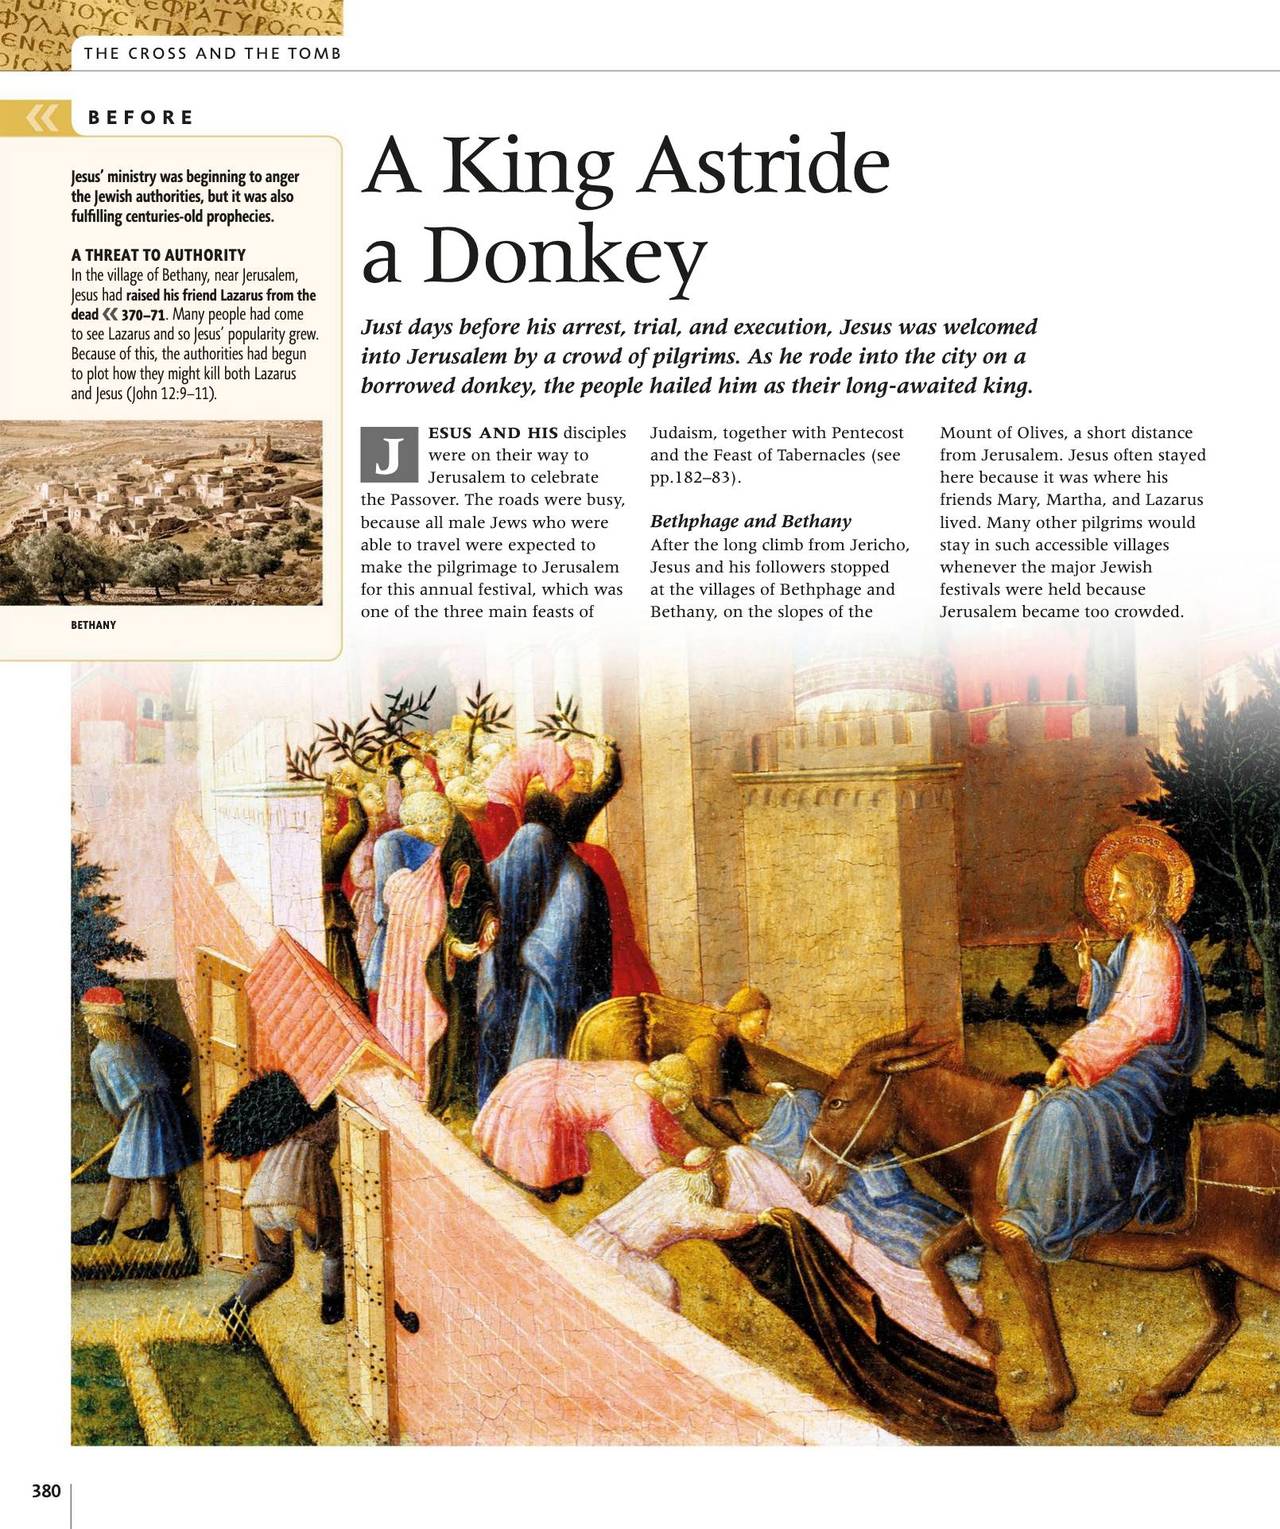 THE CROSS AND THE TOMB
BEFORE
Jesus’ ministry was beginning to anger
the Jewish authorities, but it was also
fulfilling centuries-old prophecies.
A THREAT TO AUTHORITY
In the village of Bethany, near Jerusalem,
Jesus had raised his friend Lazarus from the
dead « 370–71. Many people had come
to see Lazarus and so Jesus’ popularity grew.
Because of this, the authorities had begun
to plot how they might kill both Lazarus
and Jesus (John 12:9–11).
BETHANY
A King Astride
a Donkey
Just days before his arrest, trial, and execution, Jesus was welcomed
into Jerusalem by a crowd of pilgrims. As he rode into the city on a
borrowed donkey, the people hailed him as their long-awaited king.
JESUS AND HIS disciples
were on their way to
Jerusalem to celebrate
the Passover. The roads were busy,
because all male Jews who were
able to travel were expected to
make the pilgrimage to Jerusalem
for this annual festival, which was
one of the three main feasts of
Judaism, together with Pentecost
and the Feast of Tabernacles (see
pp.182–83).
Bethphage and Bethany
After the long climb from Jericho,
Jesus and his followers stopped
at the villages of Bethphage and
Bethany, on the slopes of the
Mount of Olives, a short distance
from Jerusalem. Jesus often stayed
here because it was where his
friends Mary, Martha, and Lazarus
lived. Many other pilgrims would
stay in such accessible villages
whenever the major Jewish
festivals were held because
Jerusalem became too crowded.
380